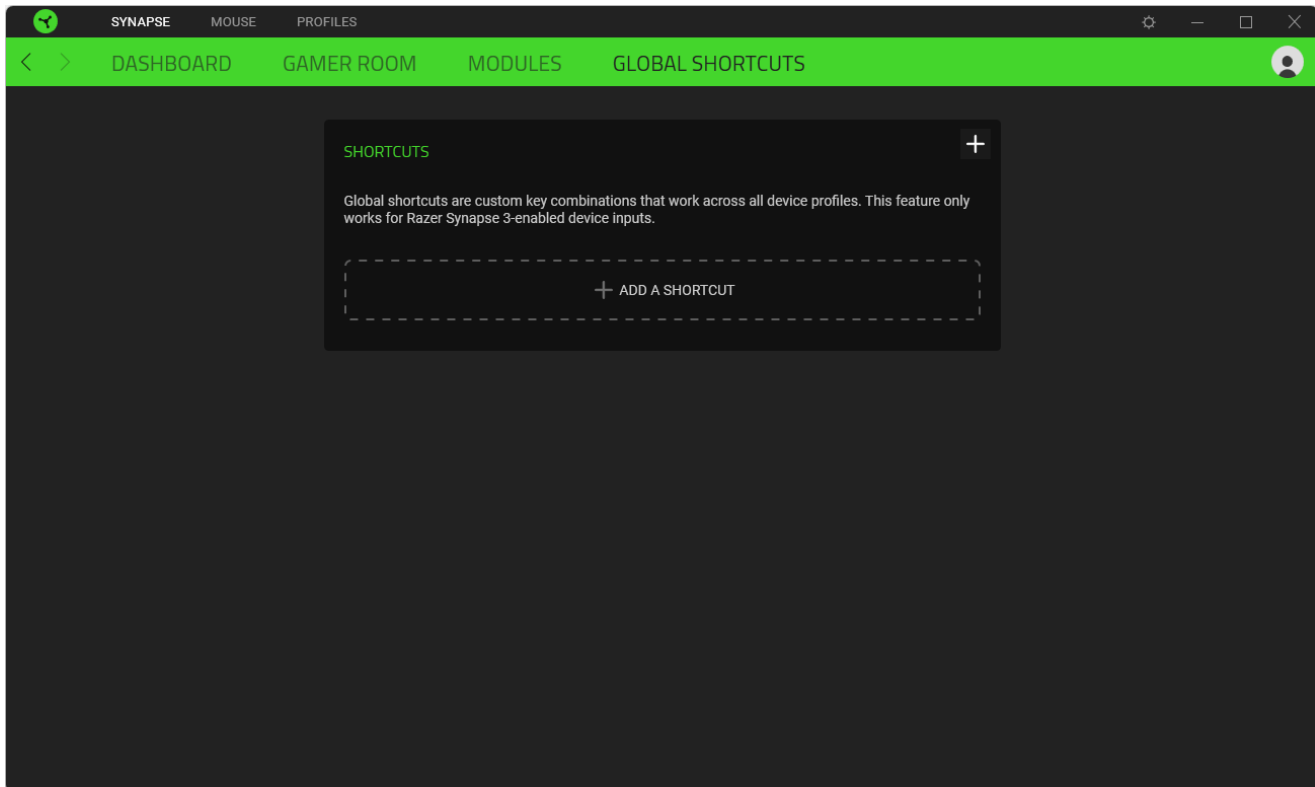 SYNAPSE MOUSE PROFILES
DASHBOARD GAMER ROOM MODULES GLOBAL SHORTCUTS
SHORTCUTS
Global shortcuts are custom key combinations that work across all device profiles. This feature only
works for Razer Synapse 3-enabled device inputs.
ADD A SHORTCUT